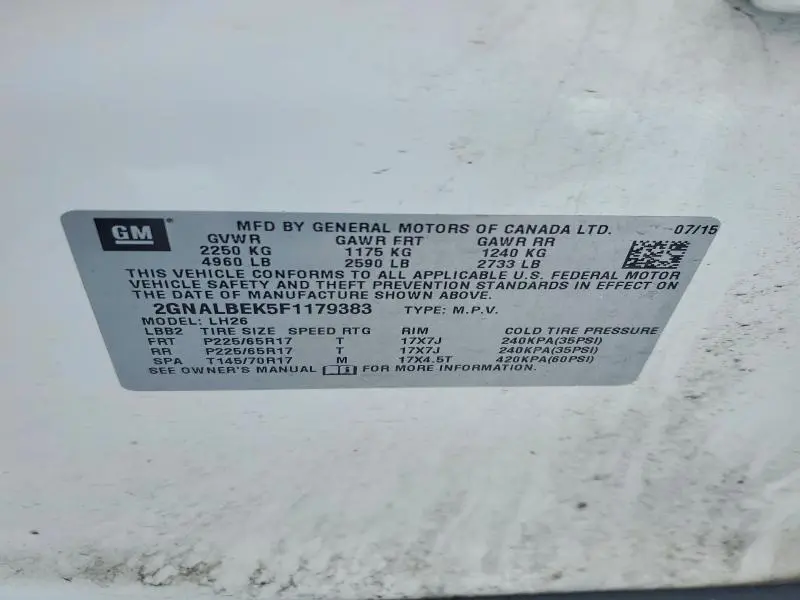 GM
MFD BY GENERAL MOTORS OF CANADA LTD. 07/15
GVWR GAWR FRT GAWR RR
2250 KG 1175 KG 1240 KG
4960 LB 2590 LB 2733 LB
THIS VEHICLE CONFORMS TO ALL APPLICABLE U.S. FEDERAL MOTOR
VEHICLE SAFETY AND THEFT PREVENTION STANDARDS IN EFFECT ON
THE DATE OF MANUFACTURE SHOWN ABOVE.
2GNALBEK5F1179383 TYPE: M.P.V.
MODEL: LH26
LBB2 TIRE SIZE SPEED RTG RIM COLD TIRE PRESSURE
FRT P225/65R17 T 17X7J 240KPA(35PSI)
RR P225/65R17 T 17X7J 240KPA(35PSI)
SPA T145/70R17 M 17X4.5T 420KPA(60PSI)
SEE OWNER'S MANUAL FOR MORE INFORMATION.